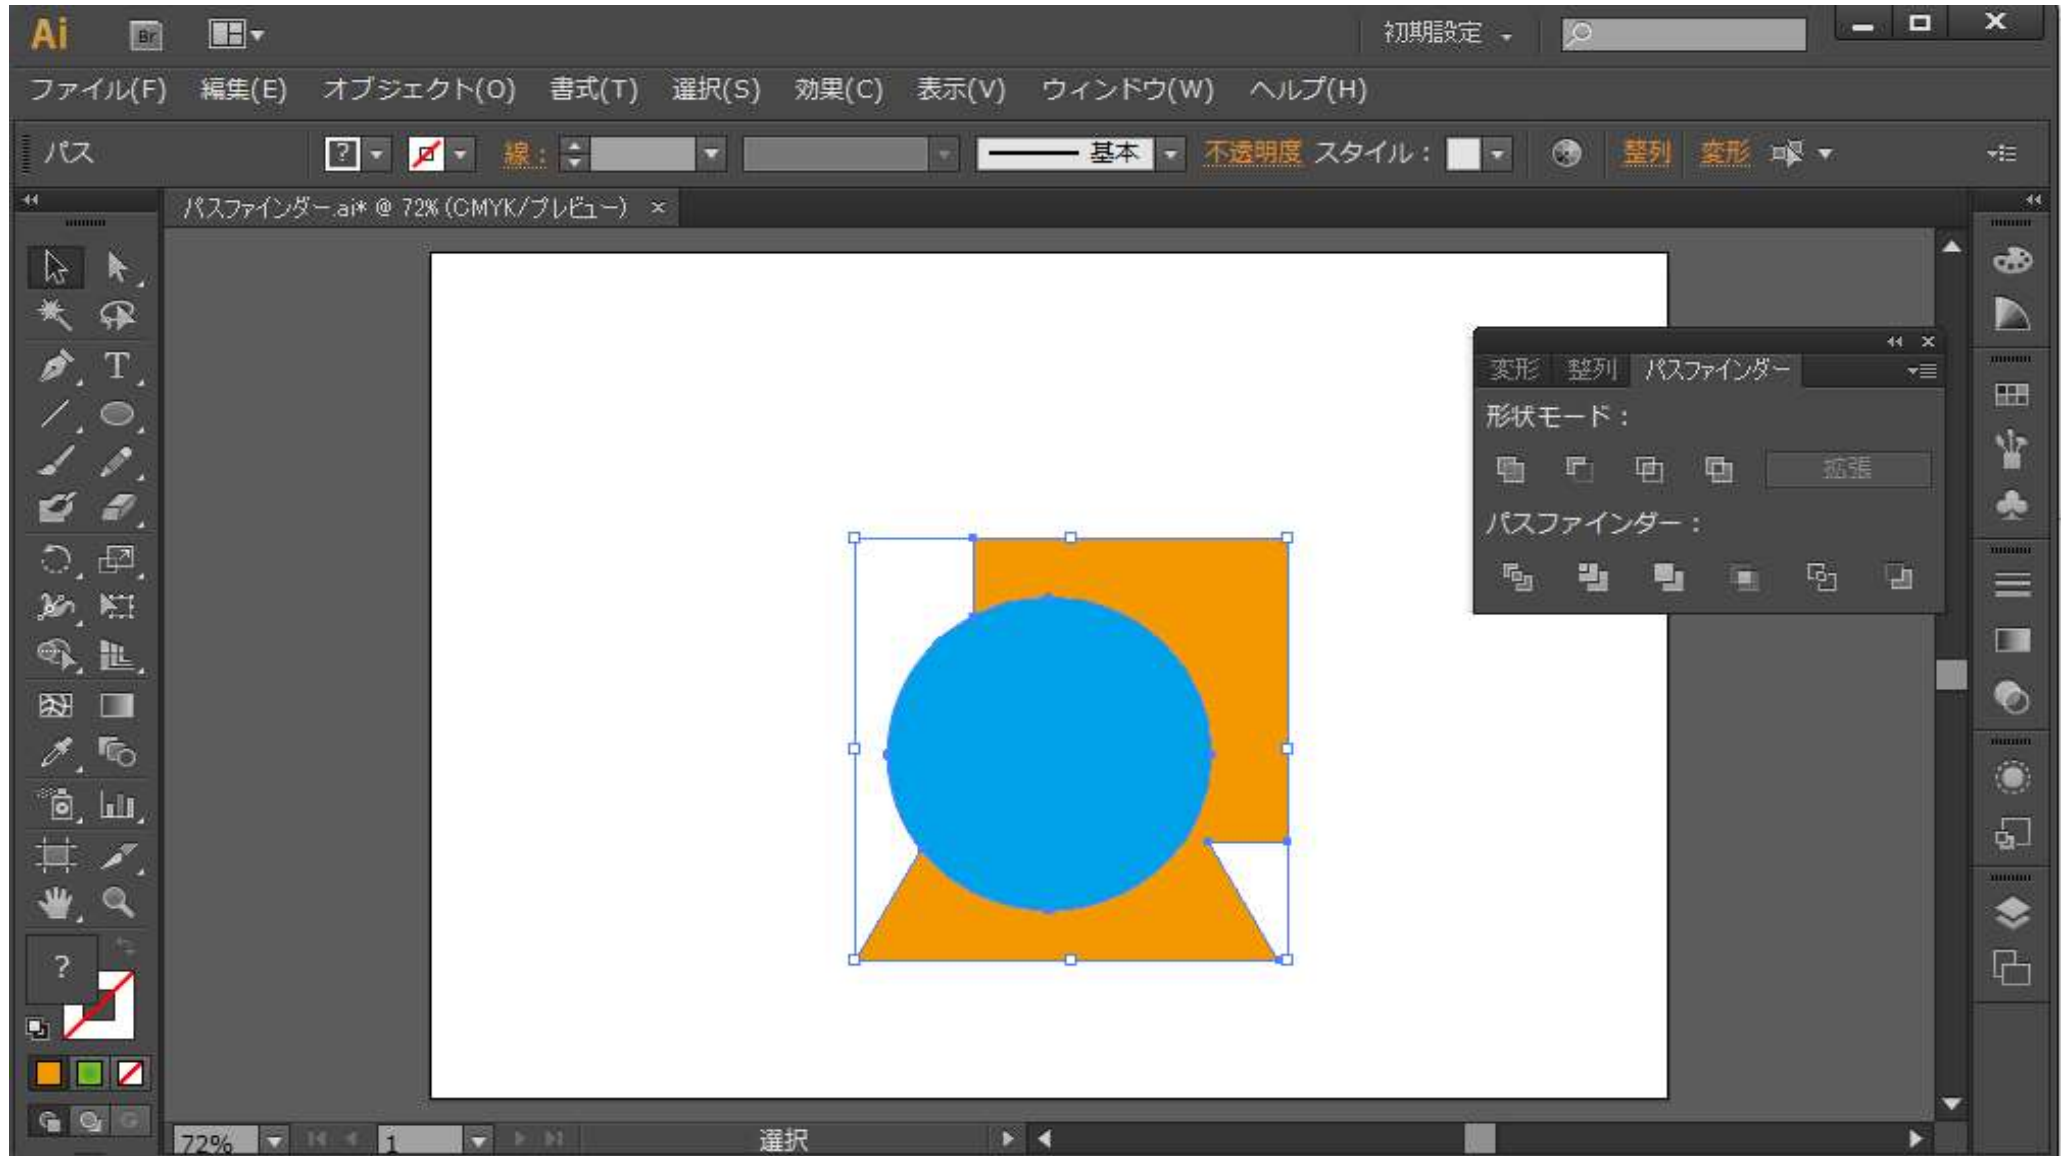 Ai Br 初期設定
ファイル(F) 編集(E) オブジェクト(O) 書式(T) 選択(S) 効果(C) 表示(V) ウィンドウ(W) ヘルプ(H)
パス ? 線: 基本 不透明度 スタイル: 整列 変形
パスファインダー.ai* @ 72% (CMYK/プレビュー) ×
変形 整列 パスファインダー
形状モード:
拡張
パスファインダー:
T
?
72% 1 選択